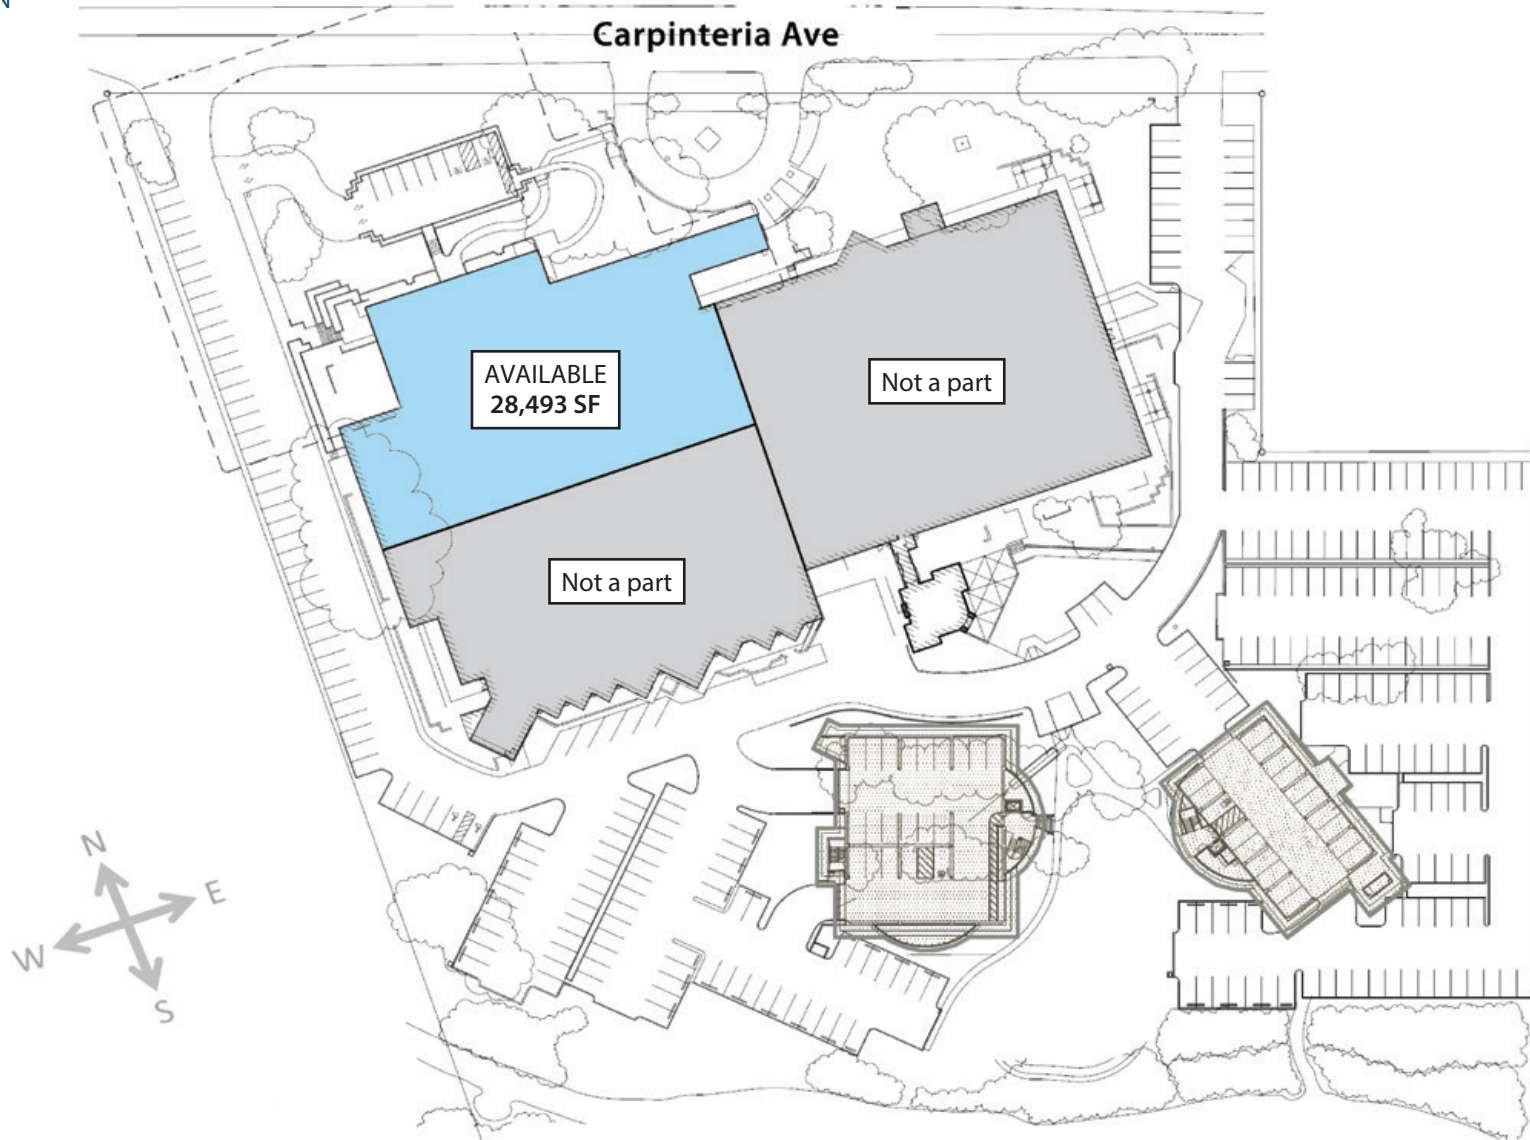 N
Carpinteria Ave
AVAILABLE
28,493 SF
Not a part
Not a part
N
E
W
S